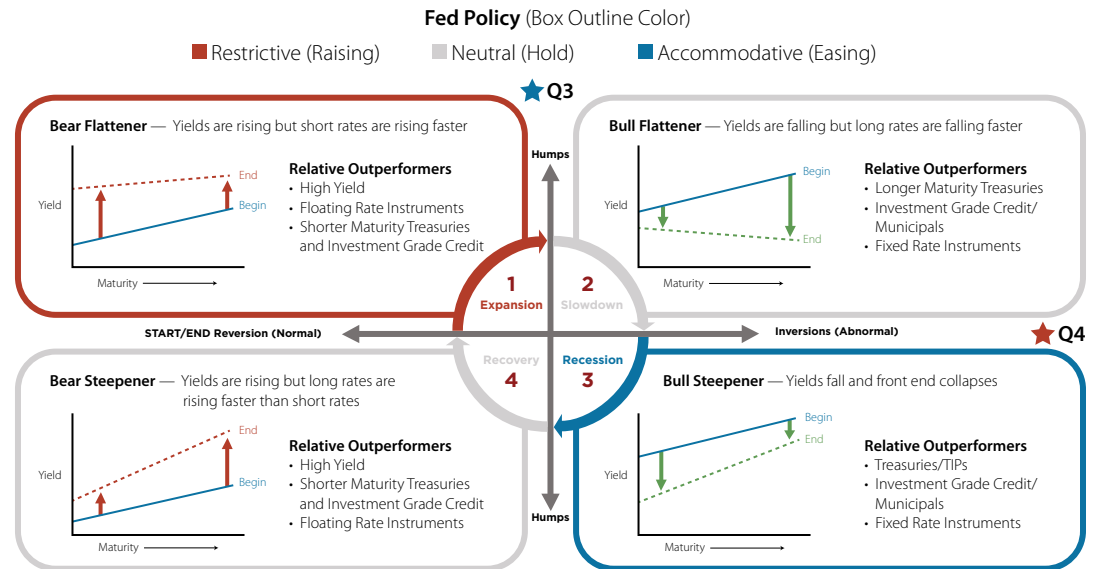 Fed Policy (Box Outline Color)
Restrictive (Raising)
Neutral (Hold)
Accommodative (Easing)
Q3
Bear Flattener — Yields are rising but short rates are rising faster
Yield
End
Begin
Maturity
Relative Outperformers
• High Yield
• Floating Rate Instruments
• Shorter Maturity Treasuries
and Investment Grade Credit
Humps
Bull Flattener — Yields are falling but long rates are falling faster
Yield
Begin
End
Maturity
Relative Outperformers
• Longer Maturity Treasuries
• Investment Grade Credit/
Municipals
• Fixed Rate Instruments
1
Expansion
2
Slowdown
START/END Reversion (Normal)
Inversions (Abnormal)
Q4
Recovery
4
Recession
3
Bear Steepener — Yields are rising but long rates are
rising faster than short rates
Yield
End
Begin
Maturity
Relative Outperformers
• High Yield
• Shorter Maturity Treasuries
and Investment Grade Credit
• Floating Rate Instruments
Humps
Bull Steepener — Yields fall and front end collapses
Yield
Begin
End
Maturity
Relative Outperformers
• Treasuries/TIPs
• Investment Grade Credit/
Municipals
• Fixed Rate Instruments